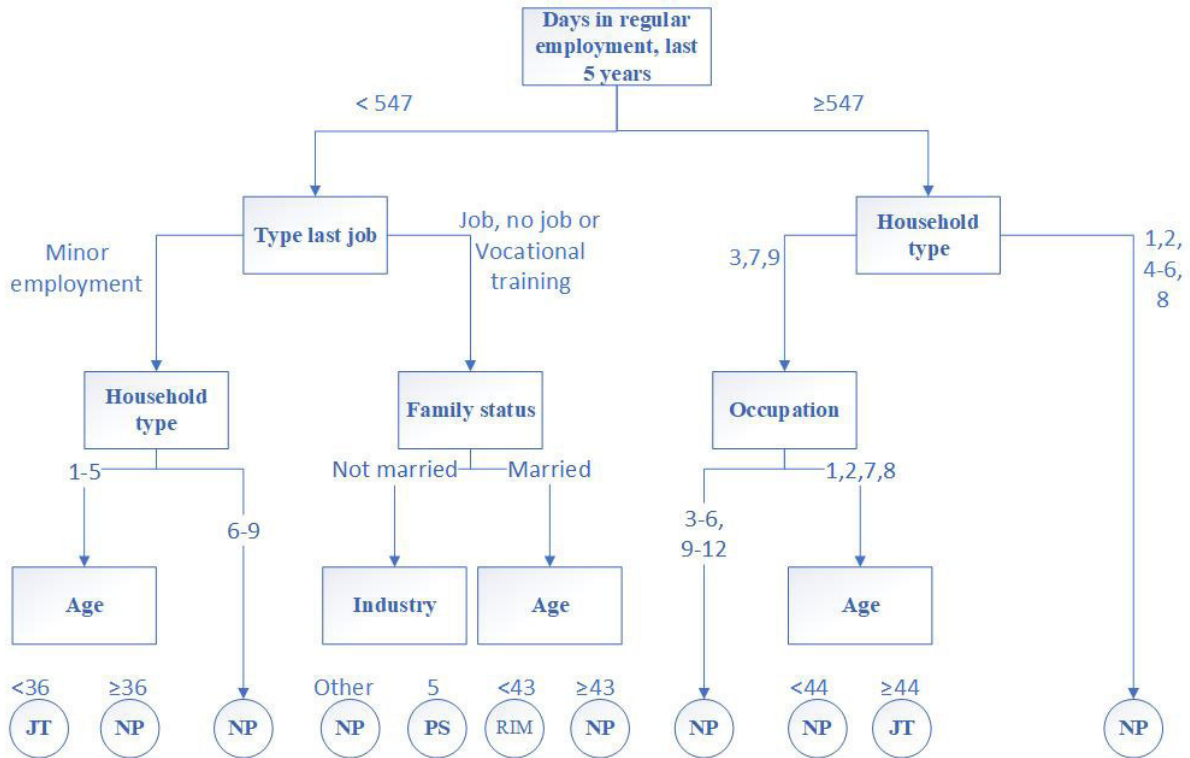 Days in regular
employment, last
5 years
< 547
≥547
Type last job
Household
type
Minor
employment
Job, no job or
Vocational
training
3,7,9
1,2,
4-6,
8
Household
type
Family status
Occupation
1-5
6-9
Not married
Married
3-6,
9-12
1,2,7,8
Age
Industry
Age
Age
<36
≥36
Other
5
<43
≥43
<44
≥44
JT
NP
NP
NP
PS
RIM
NP
NP
NP
JT
NP